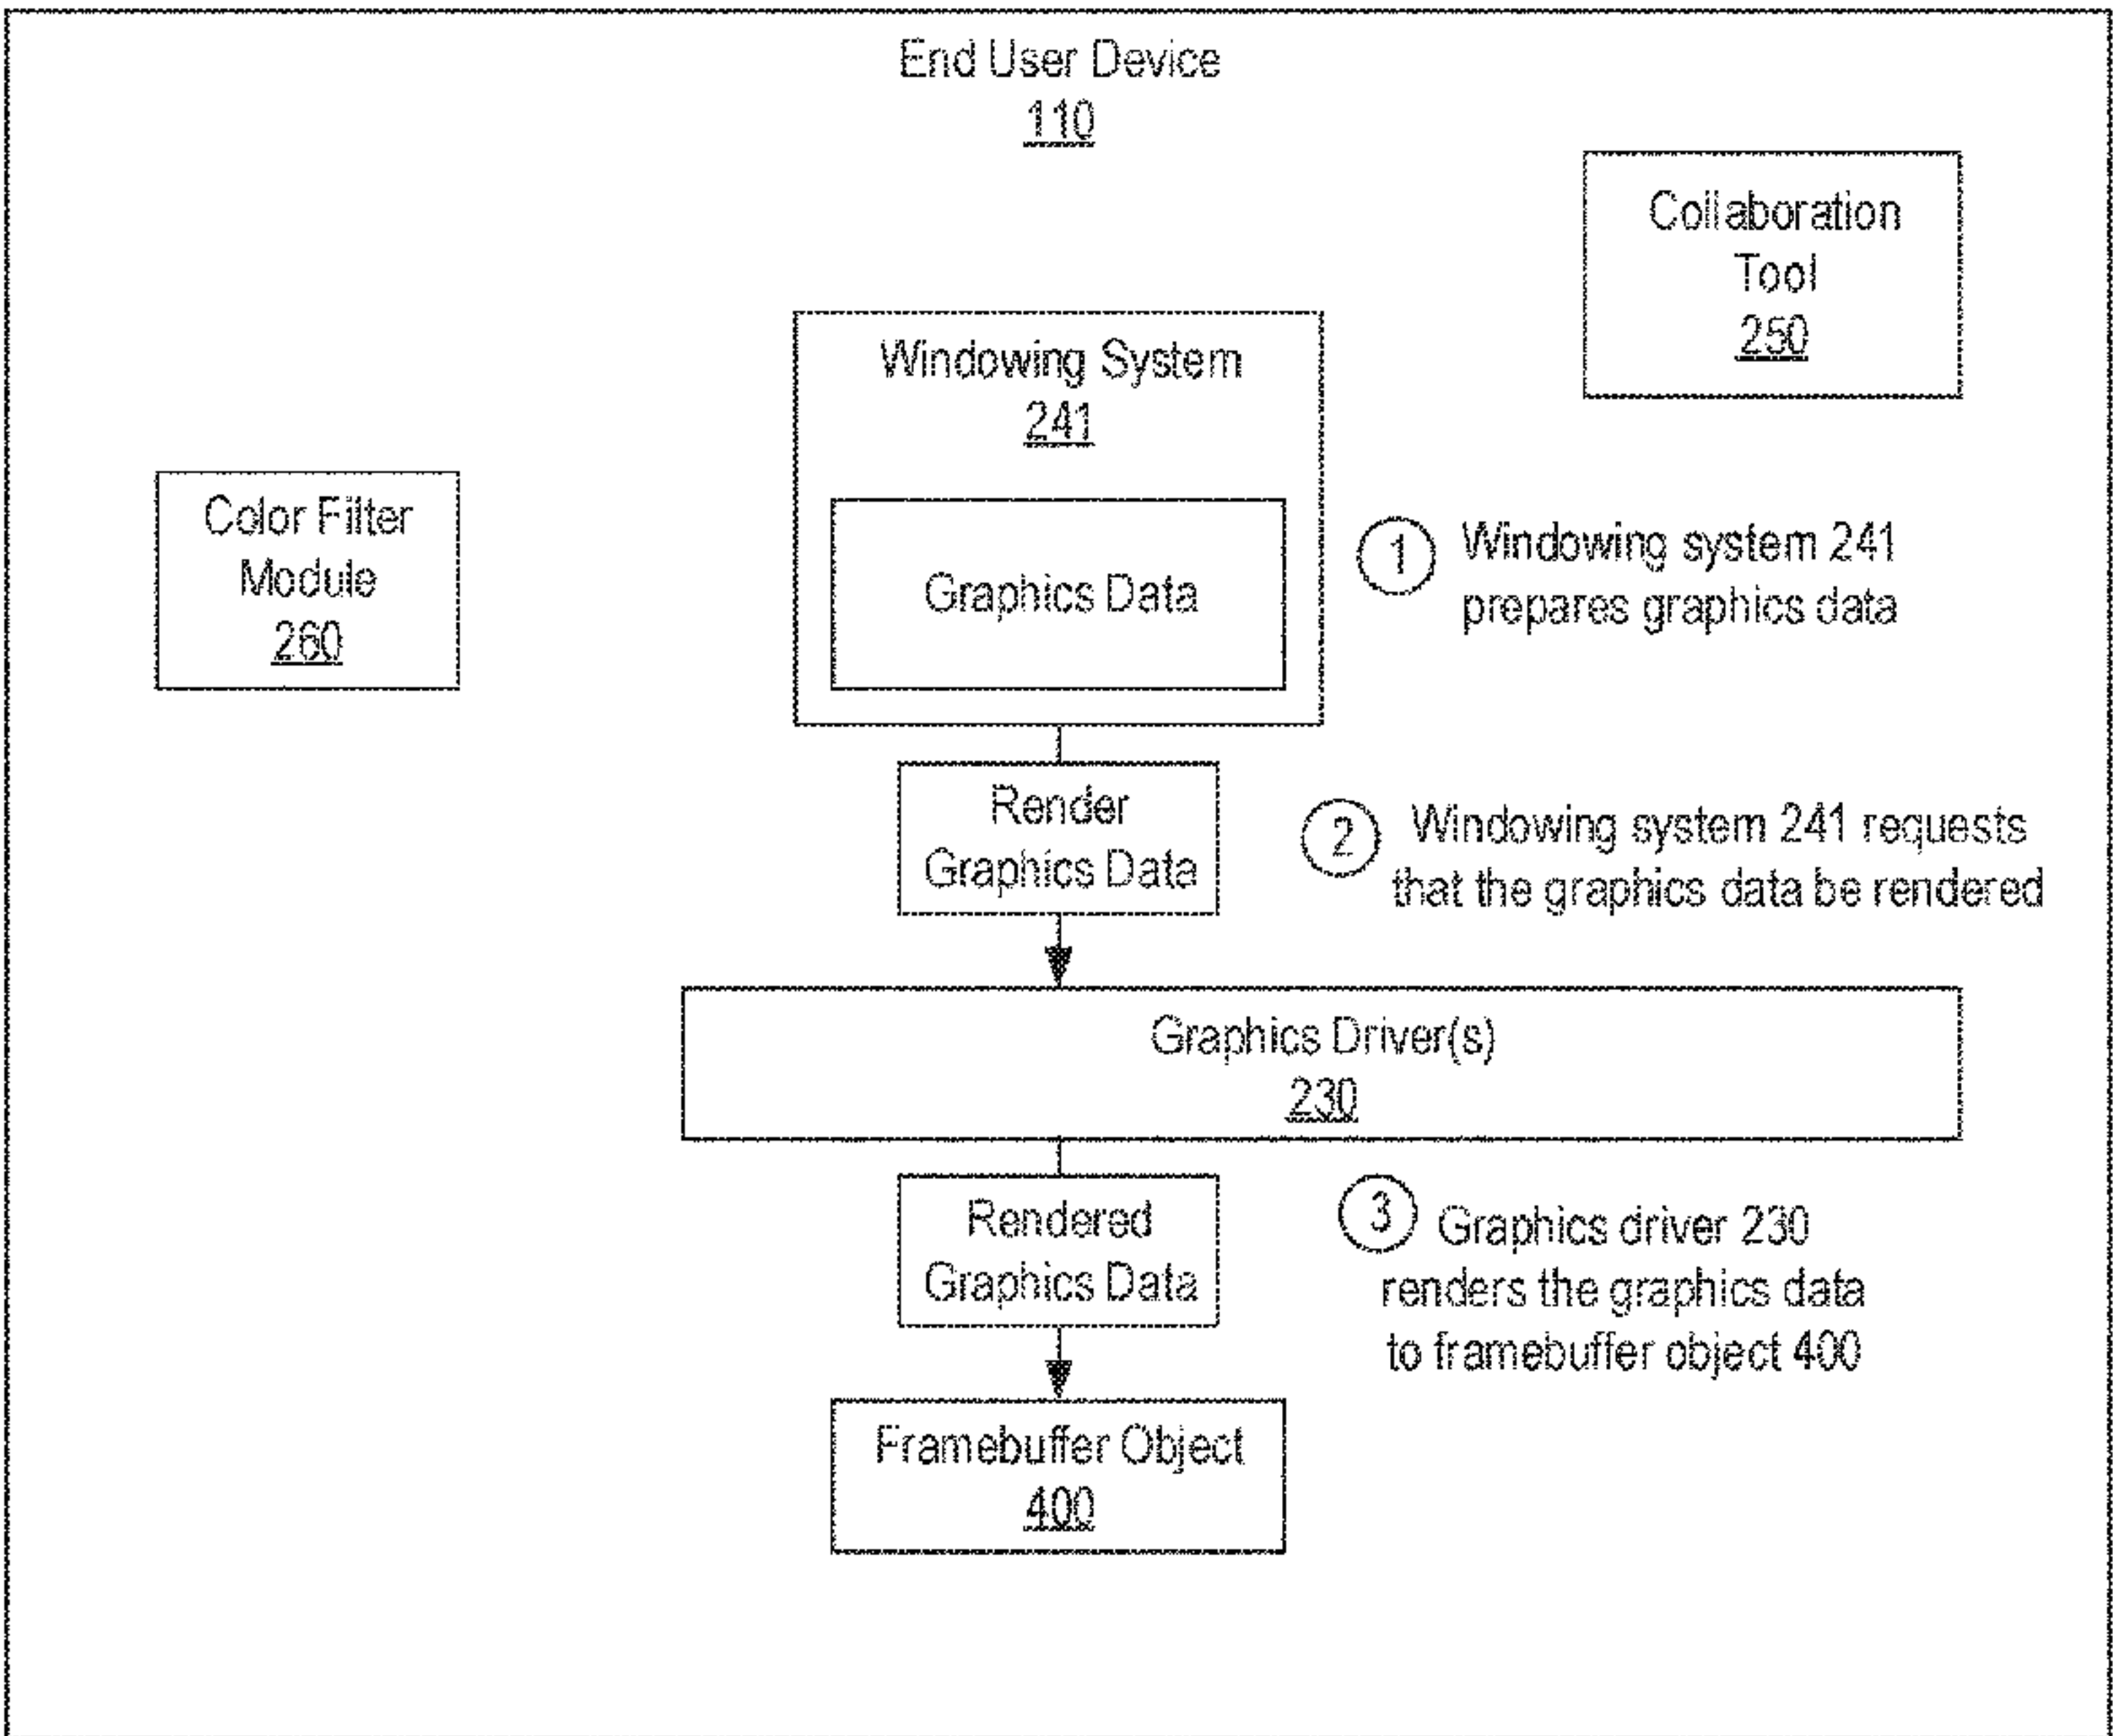 End User Device
110
Collaboration
Tool
250
Windowing System
241
Color Filter
Module
260
Graphics Data
1 Windowing system 241
prepares graphics data
Render
Graphics Data
2 Windowing system 241 requests
that the graphics data be rendered
Graphics Driver(s)
230
Rendered
Graphics Data
3 Graphics driver 230
renders the graphics data
to framebuffer object 400
Framebuffer Object
400